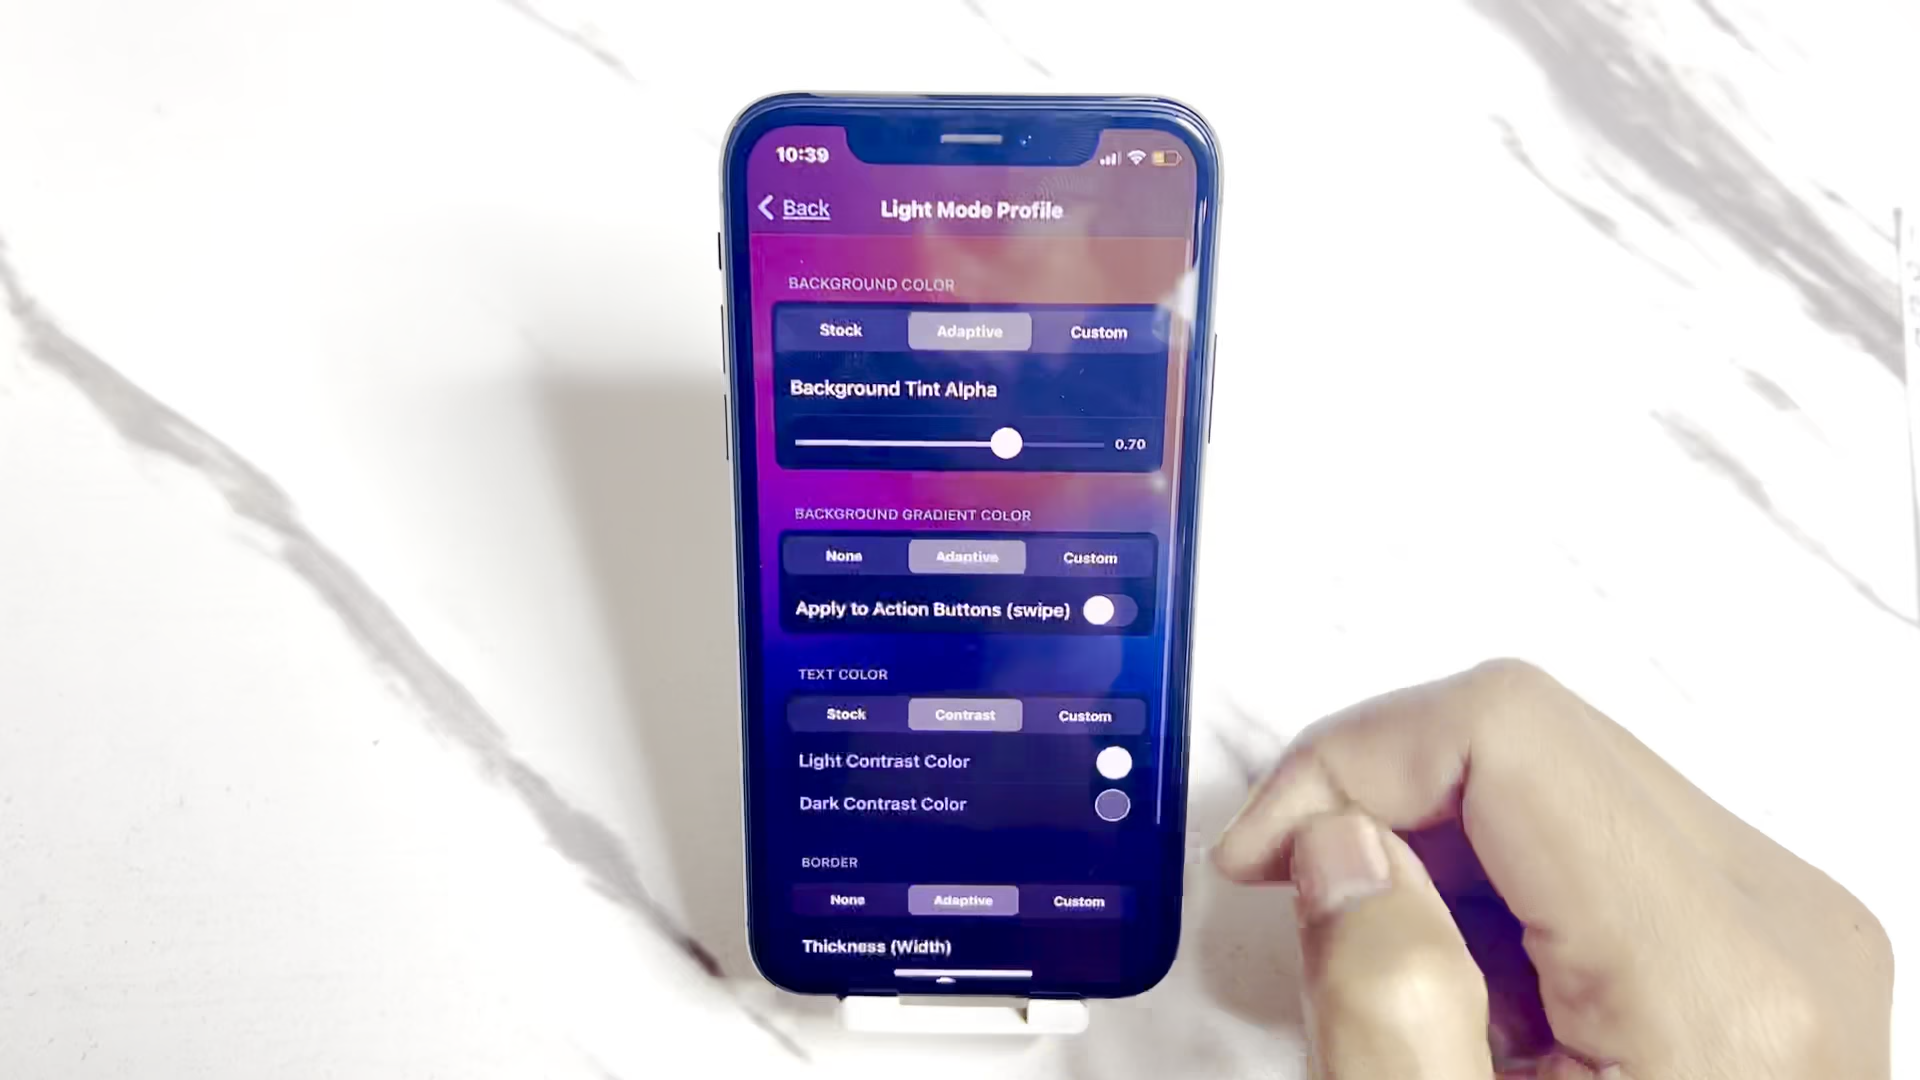 10:39
Back
Light Mode Profile
BACKGROUND COLOR
Stock Adaptive Custom
Background Tint Alpha
0.70
BACKGROUND GRADIENT COLOR
None Adaptive Custom
Apply to Action Buttons (swipe)
TEXT COLOR
Stock Contrast Custom
Light Contrast Color
Dark Contrast Color
BORDER
None Adaptive Custom
Thickness (Width)